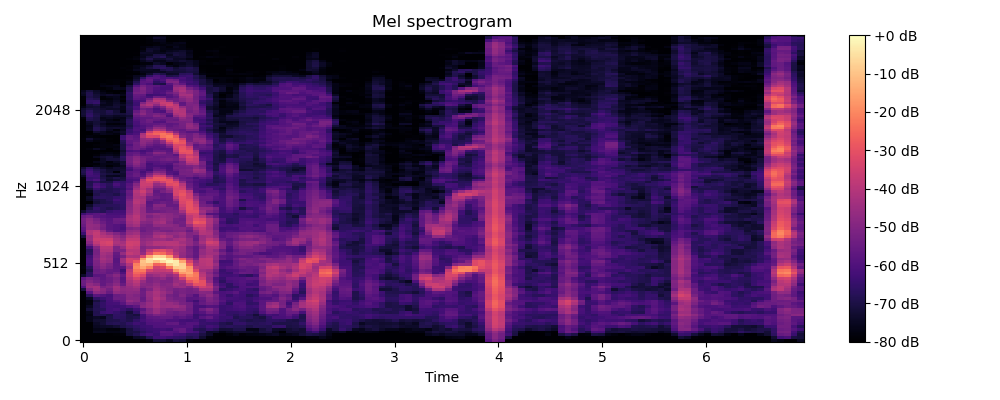 Mel spectrogram
+0 dB
-10 dB
-20 dB
-30 dB
-40 dB
-50 dB
-60 dB
-70 dB
-80 dB
2048
1024
512
0
Hz
0 1 2 3 4 5 6
Time